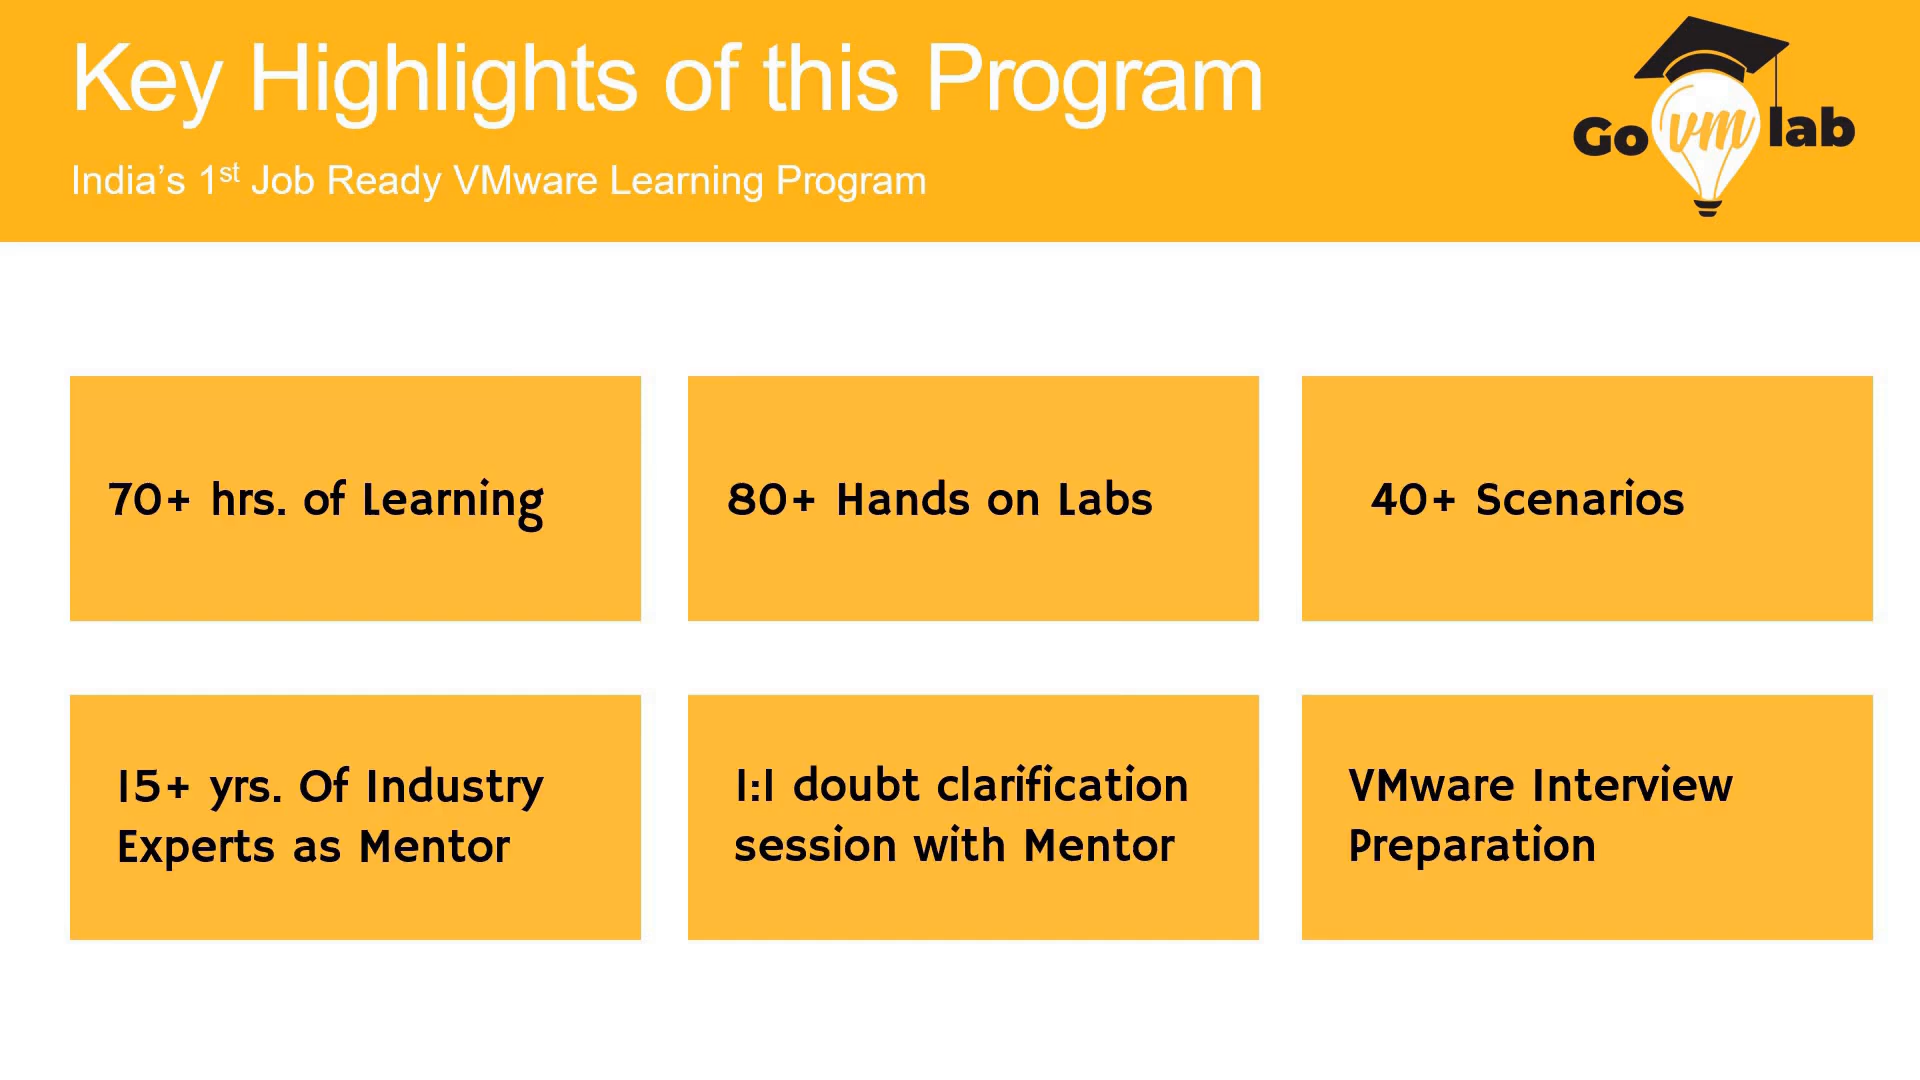 Key Highlights of this Program
India’s 1st Job Ready VMware Learning Program
Go vm lab
70+ hrs. of Learning
80+ Hands on Labs
40+ Scenarios
15+ yrs. Of Industry
Experts as Mentor
1:1 doubt clarification
session with Mentor
VMware Interview
Preparation